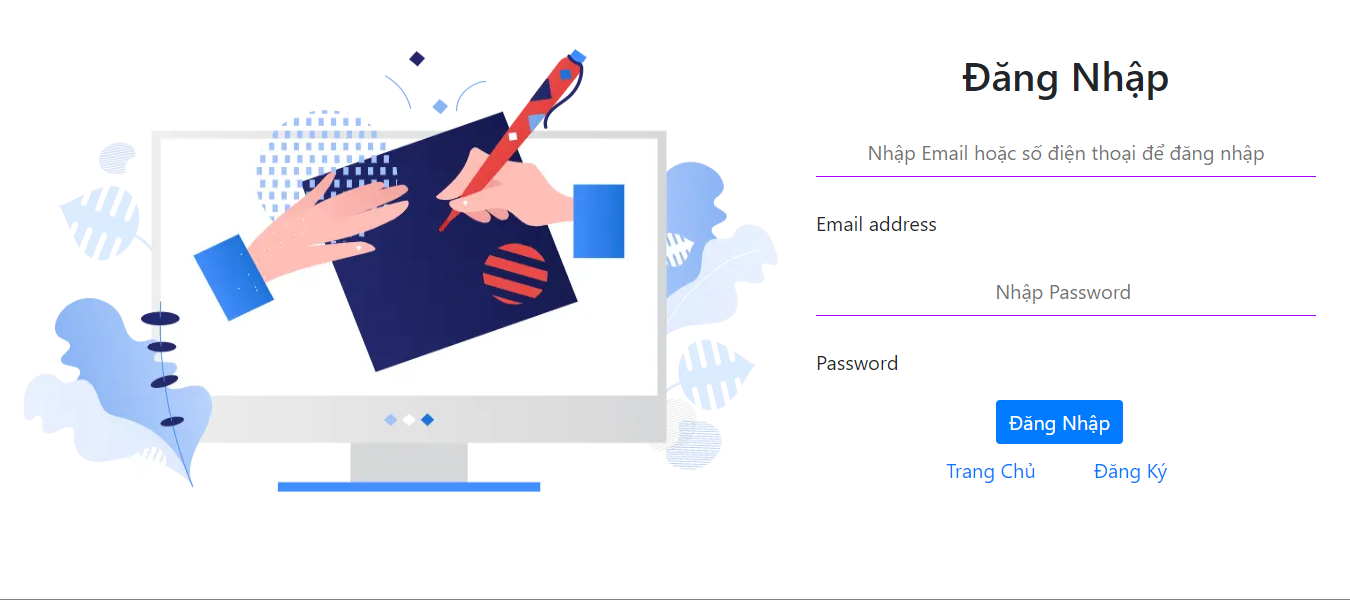 Đăng Nhập
Nhập Email hoặc số điện thoại để đăng nhập
Email address
Nhập Password
Password
Đăng Nhập
Trang Chủ Đăng Ký